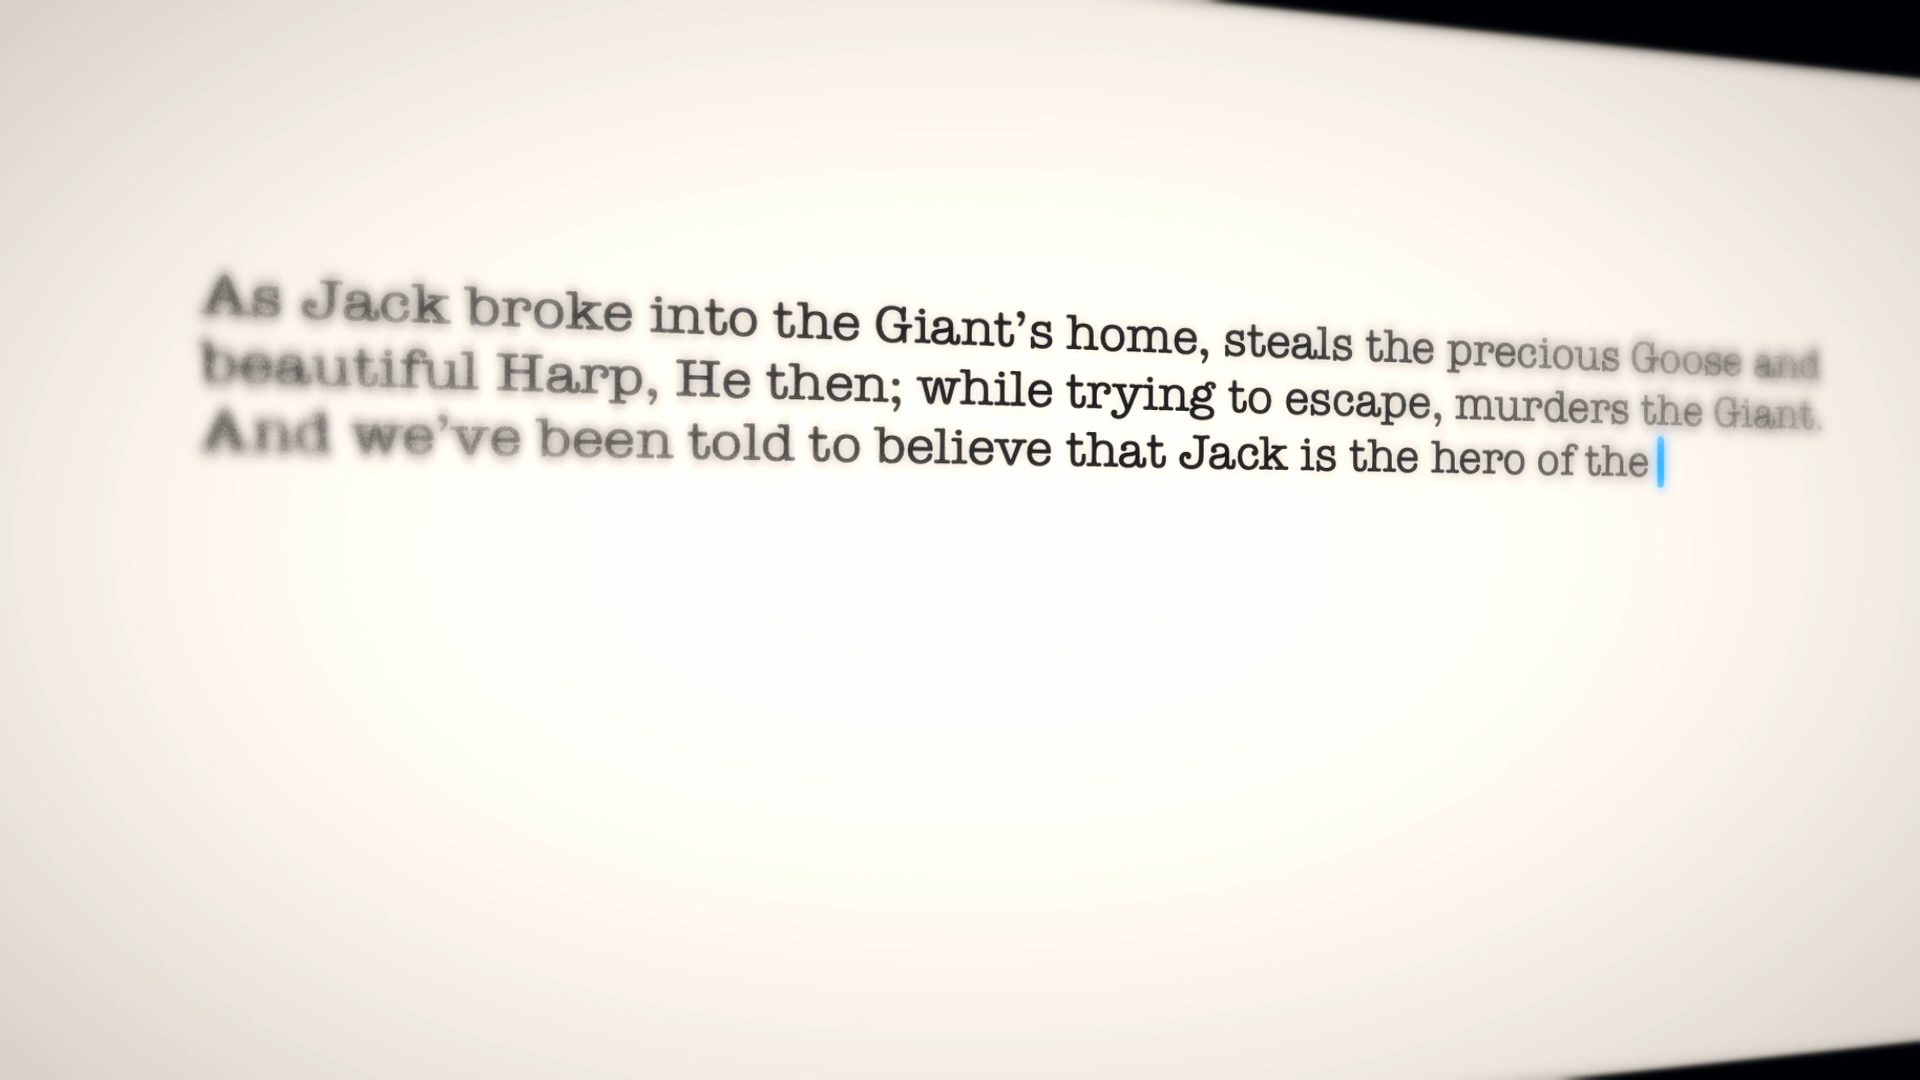 As Jack broke into the Giant’s home, steals the precious Goose and
beautiful Harp, He then; while trying to escape, murders the Giant.
And we’ve been told to believe that Jack is the hero of the